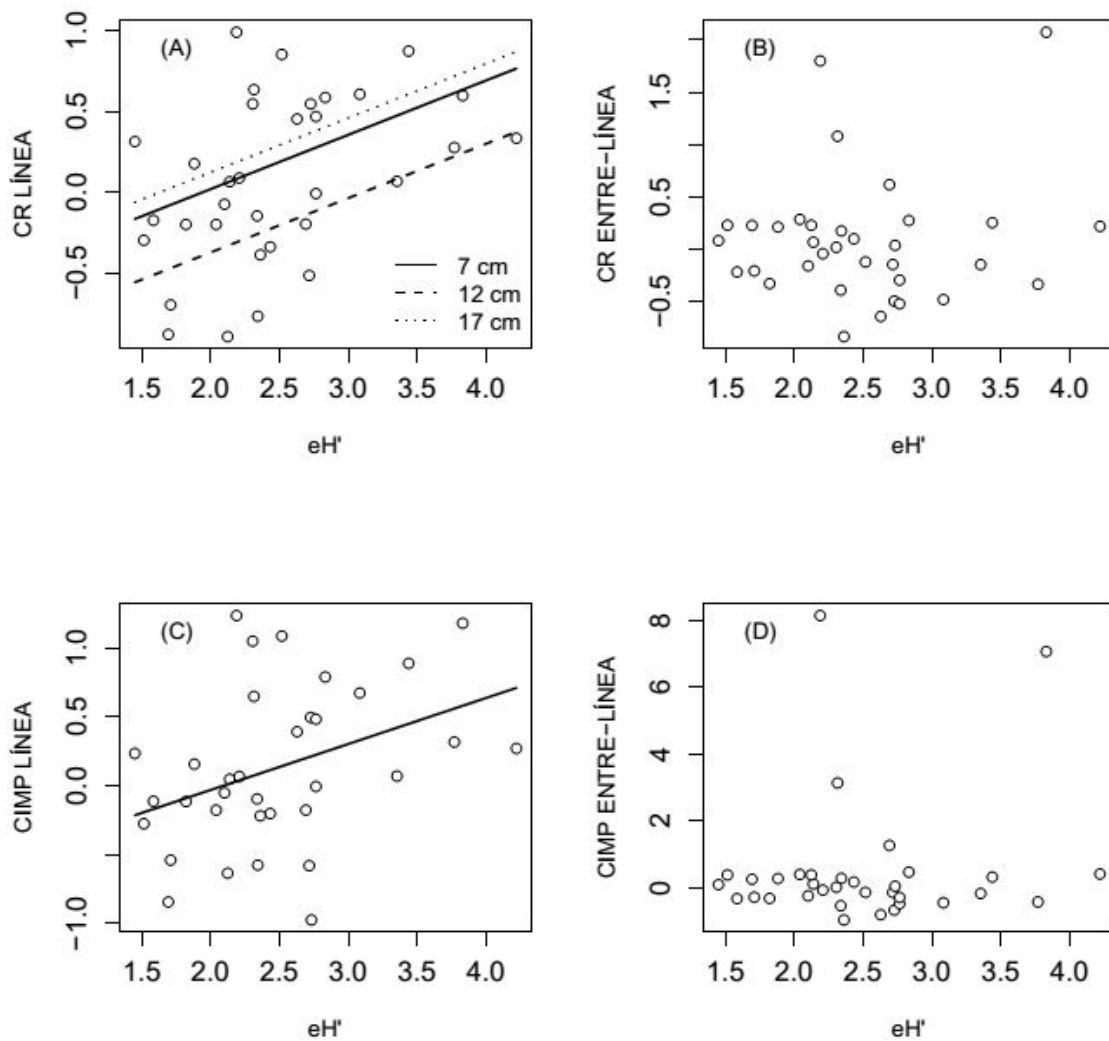 (A)
CR LÍNEA
1.0
0.5
0.0
−0.5
7 cm
12 cm
17 cm
1.5 2.0 2.5 3.0 3.5 4.0
eH'
(B)
CR ENTRE−LÍNEA
1.5
0.5
−0.5
1.5 2.0 2.5 3.0 3.5 4.0
eH'
(C)
CIMP LÍNEA
1.0
0.5
0.0
−1.0
1.5 2.0 2.5 3.0 3.5 4.0
eH'
(D)
CIMP ENTRE−LÍNEA
8
6
4
2
0
1.5 2.0 2.5 3.0 3.5 4.0
eH'